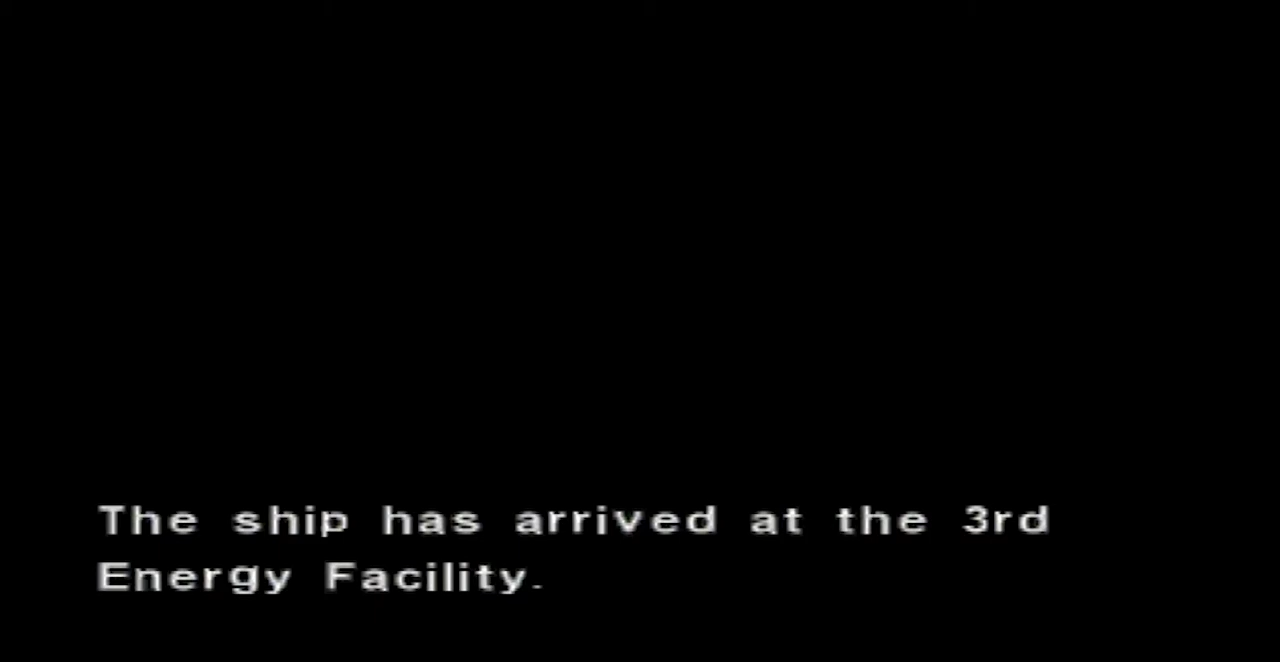 The ship has arrived at the 3rd
Energy Facility.